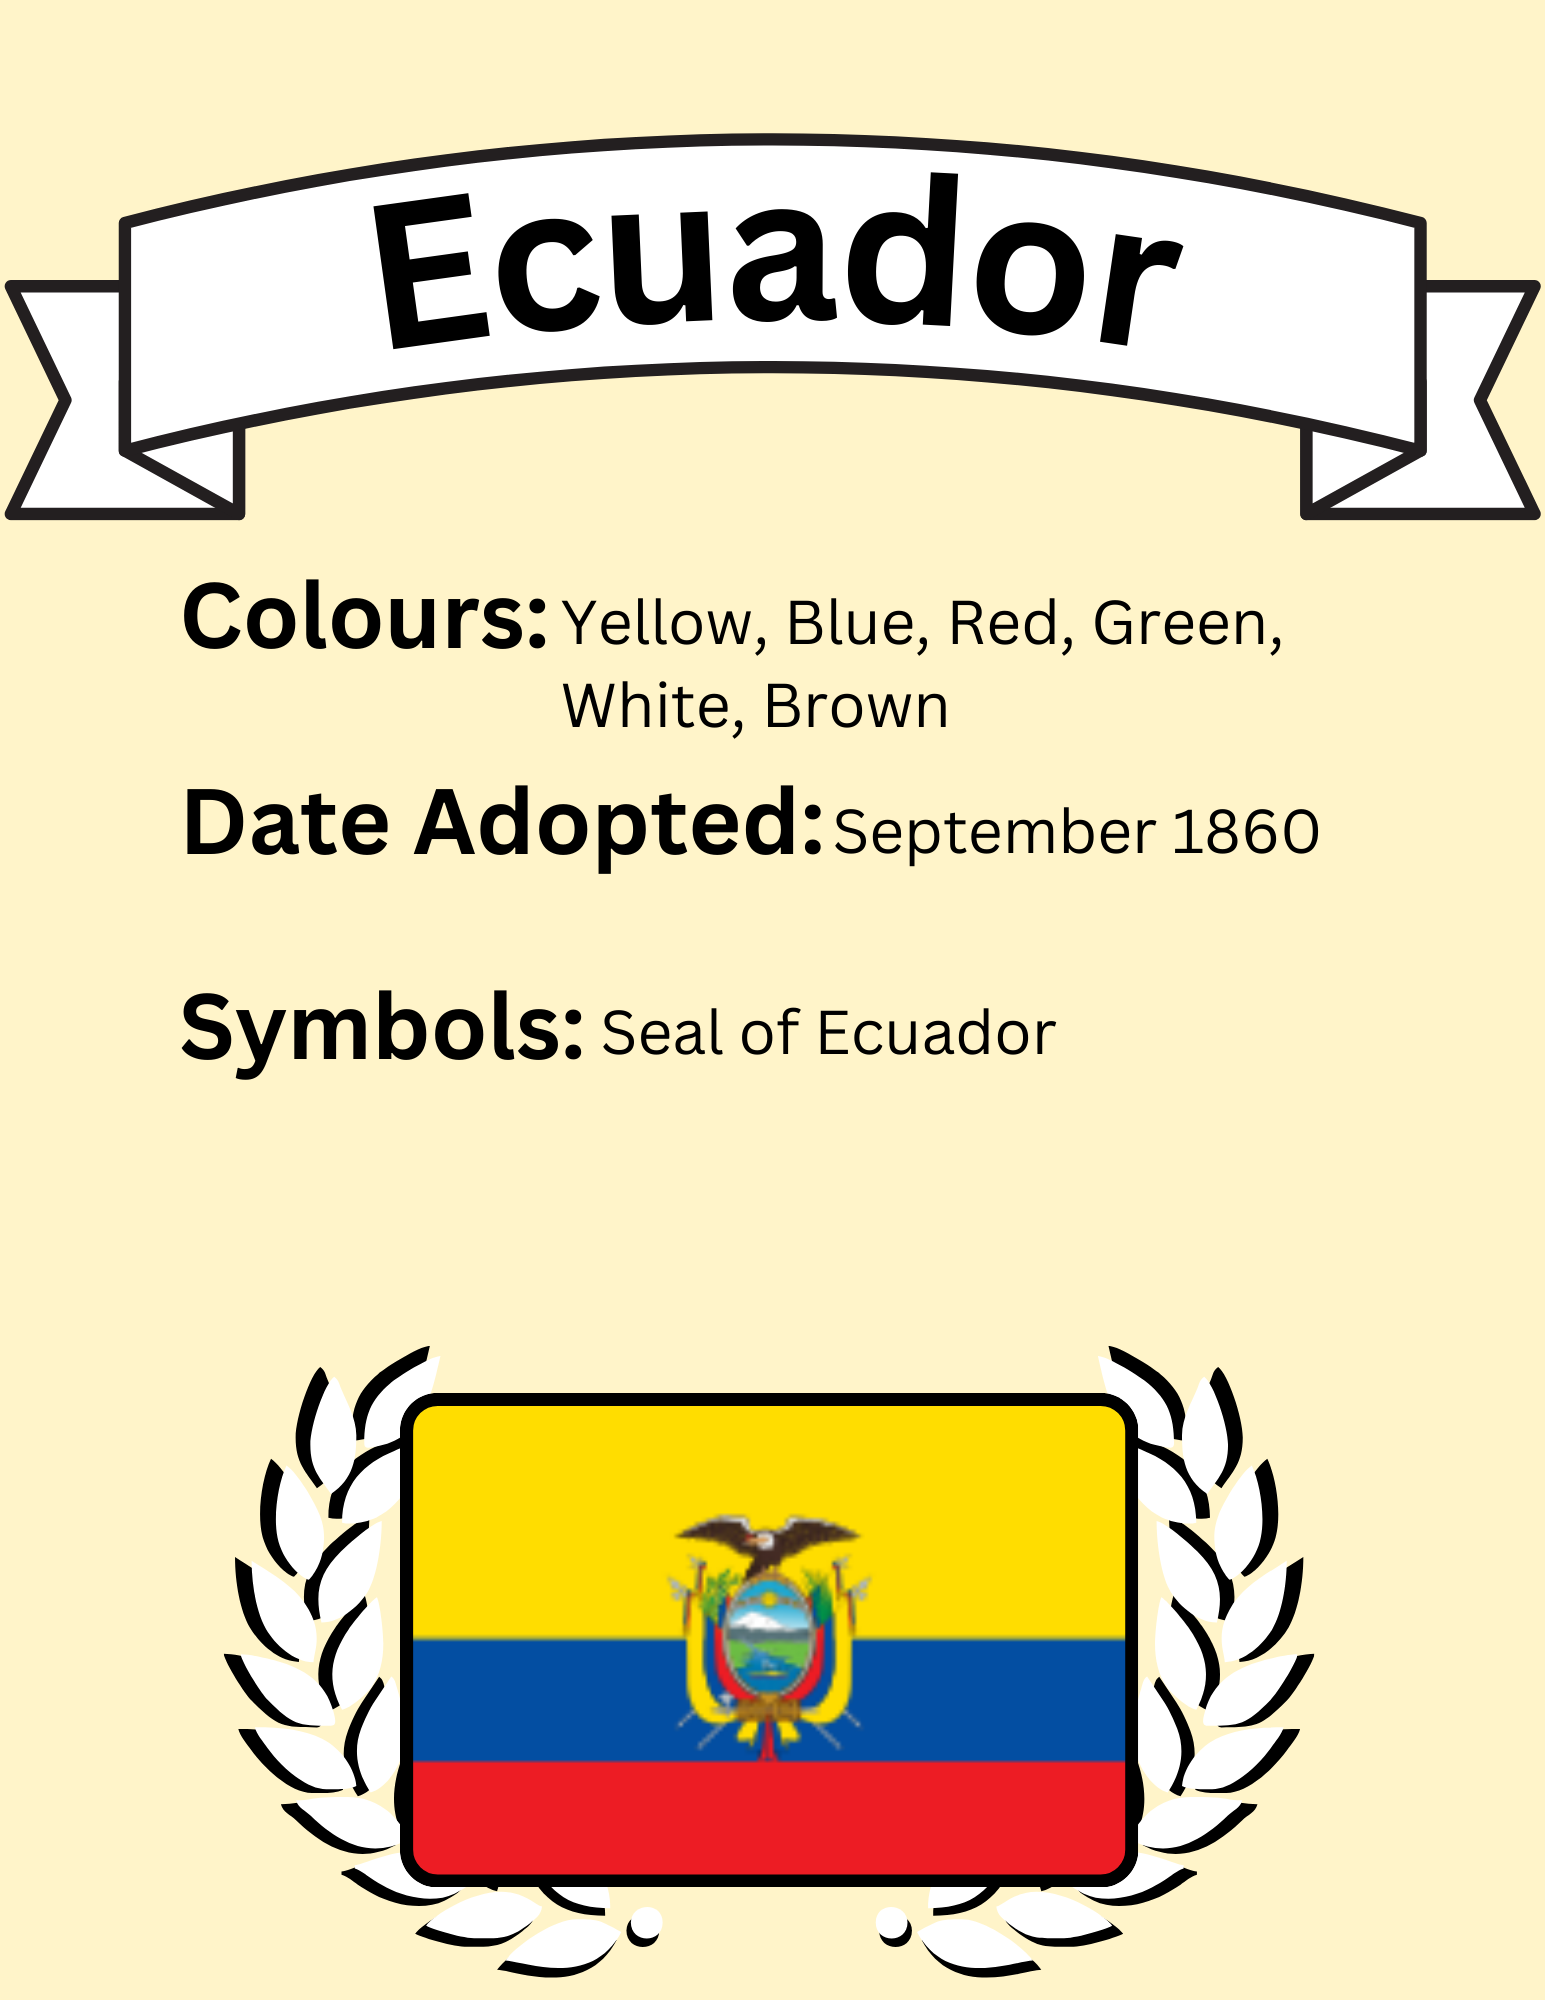 Ecuador
Colours: Yellow, Blue, Red, Green,
White, Brown
Date Adopted: September 1860
Symbols: Seal of Ecuador